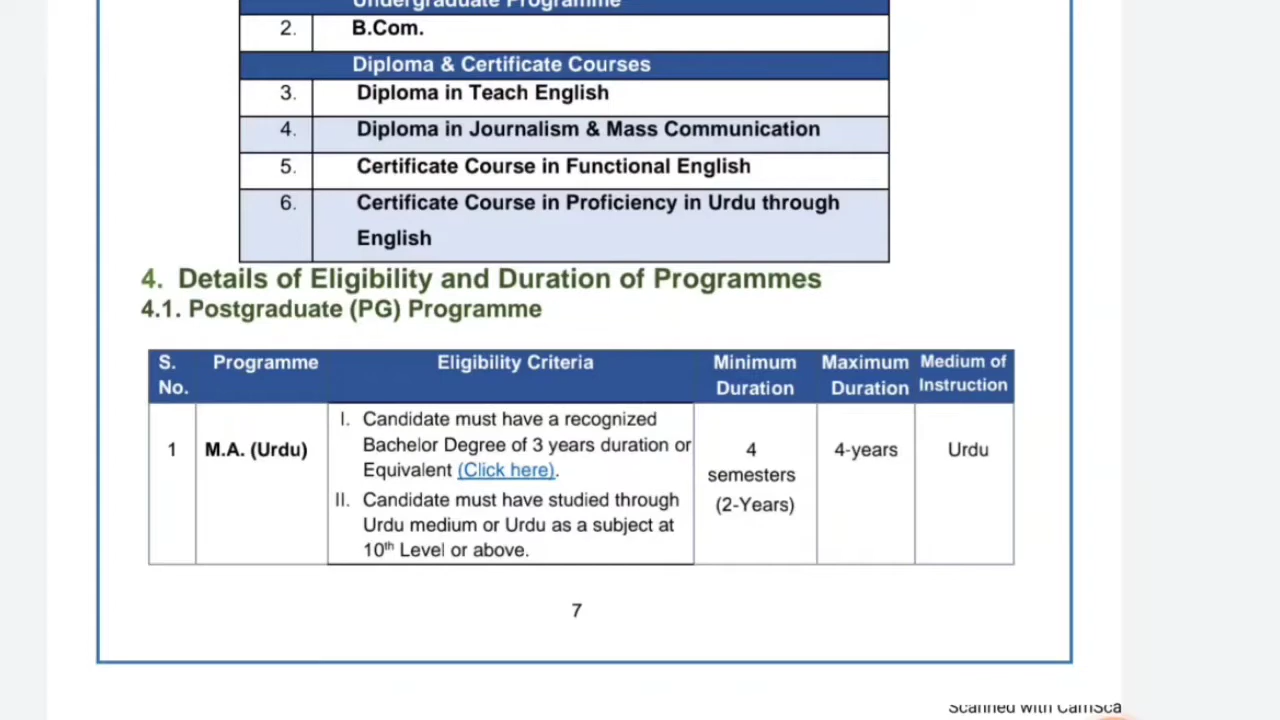 Undergraduate Programme
2. B.Com.
Diploma & Certificate Courses
3. Diploma in Teach English
4. Diploma in Journalism & Mass Communication
5. Certificate Course in Functional English
6. Certificate Course in Proficiency in Urdu through
English
4. Details of Eligibility and Duration of Programmes
4.1. Postgraduate (PG) Programme
S. No. Programme Eligibility Criteria Minimum Duration Maximum Duration Medium of Instruction
1 M.A. (Urdu)
I. Candidate must have a recognized
Bachelor Degree of 3 years duration or
Equivalent (Click here).
II. Candidate must have studied through
Urdu medium or Urdu as a subject at
10th Level or above.
4
semesters
(2-Years)
4-years
Urdu
7
Scanned with CamSca